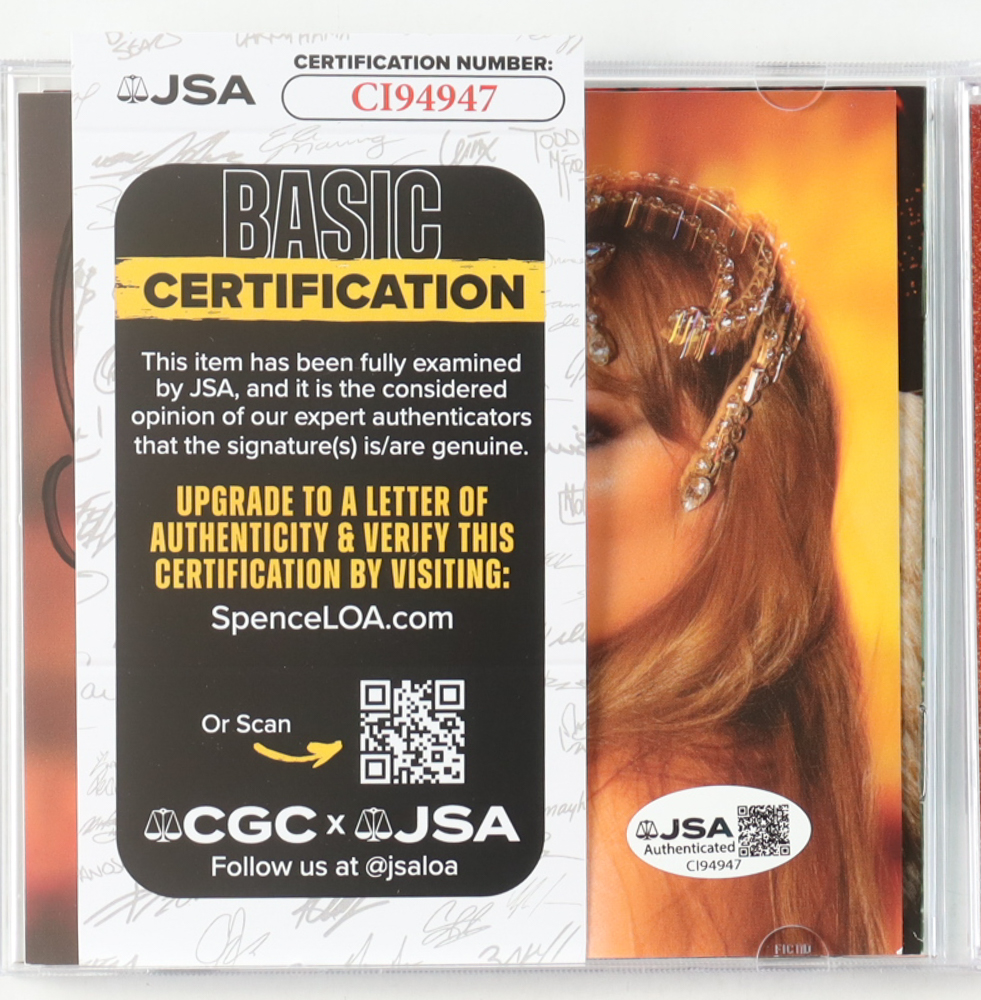 JSA
CERTIFICATION NUMBER:
CI94947
BASIC
CERTIFICATION
This item has been fully examined
by JSA, and it is the considered
opinion of our expert authenticators
that the signature(s) is/are genuine.
UPGRADE TO A LETTER OF
AUTHENTICITY & VERIFY THIS
CERTIFICATION BY VISITING:
SpenceLOA.com
Or Scan
CGC x JSA
Follow us at @jsaloa
JSA
Authenticated
CI94947